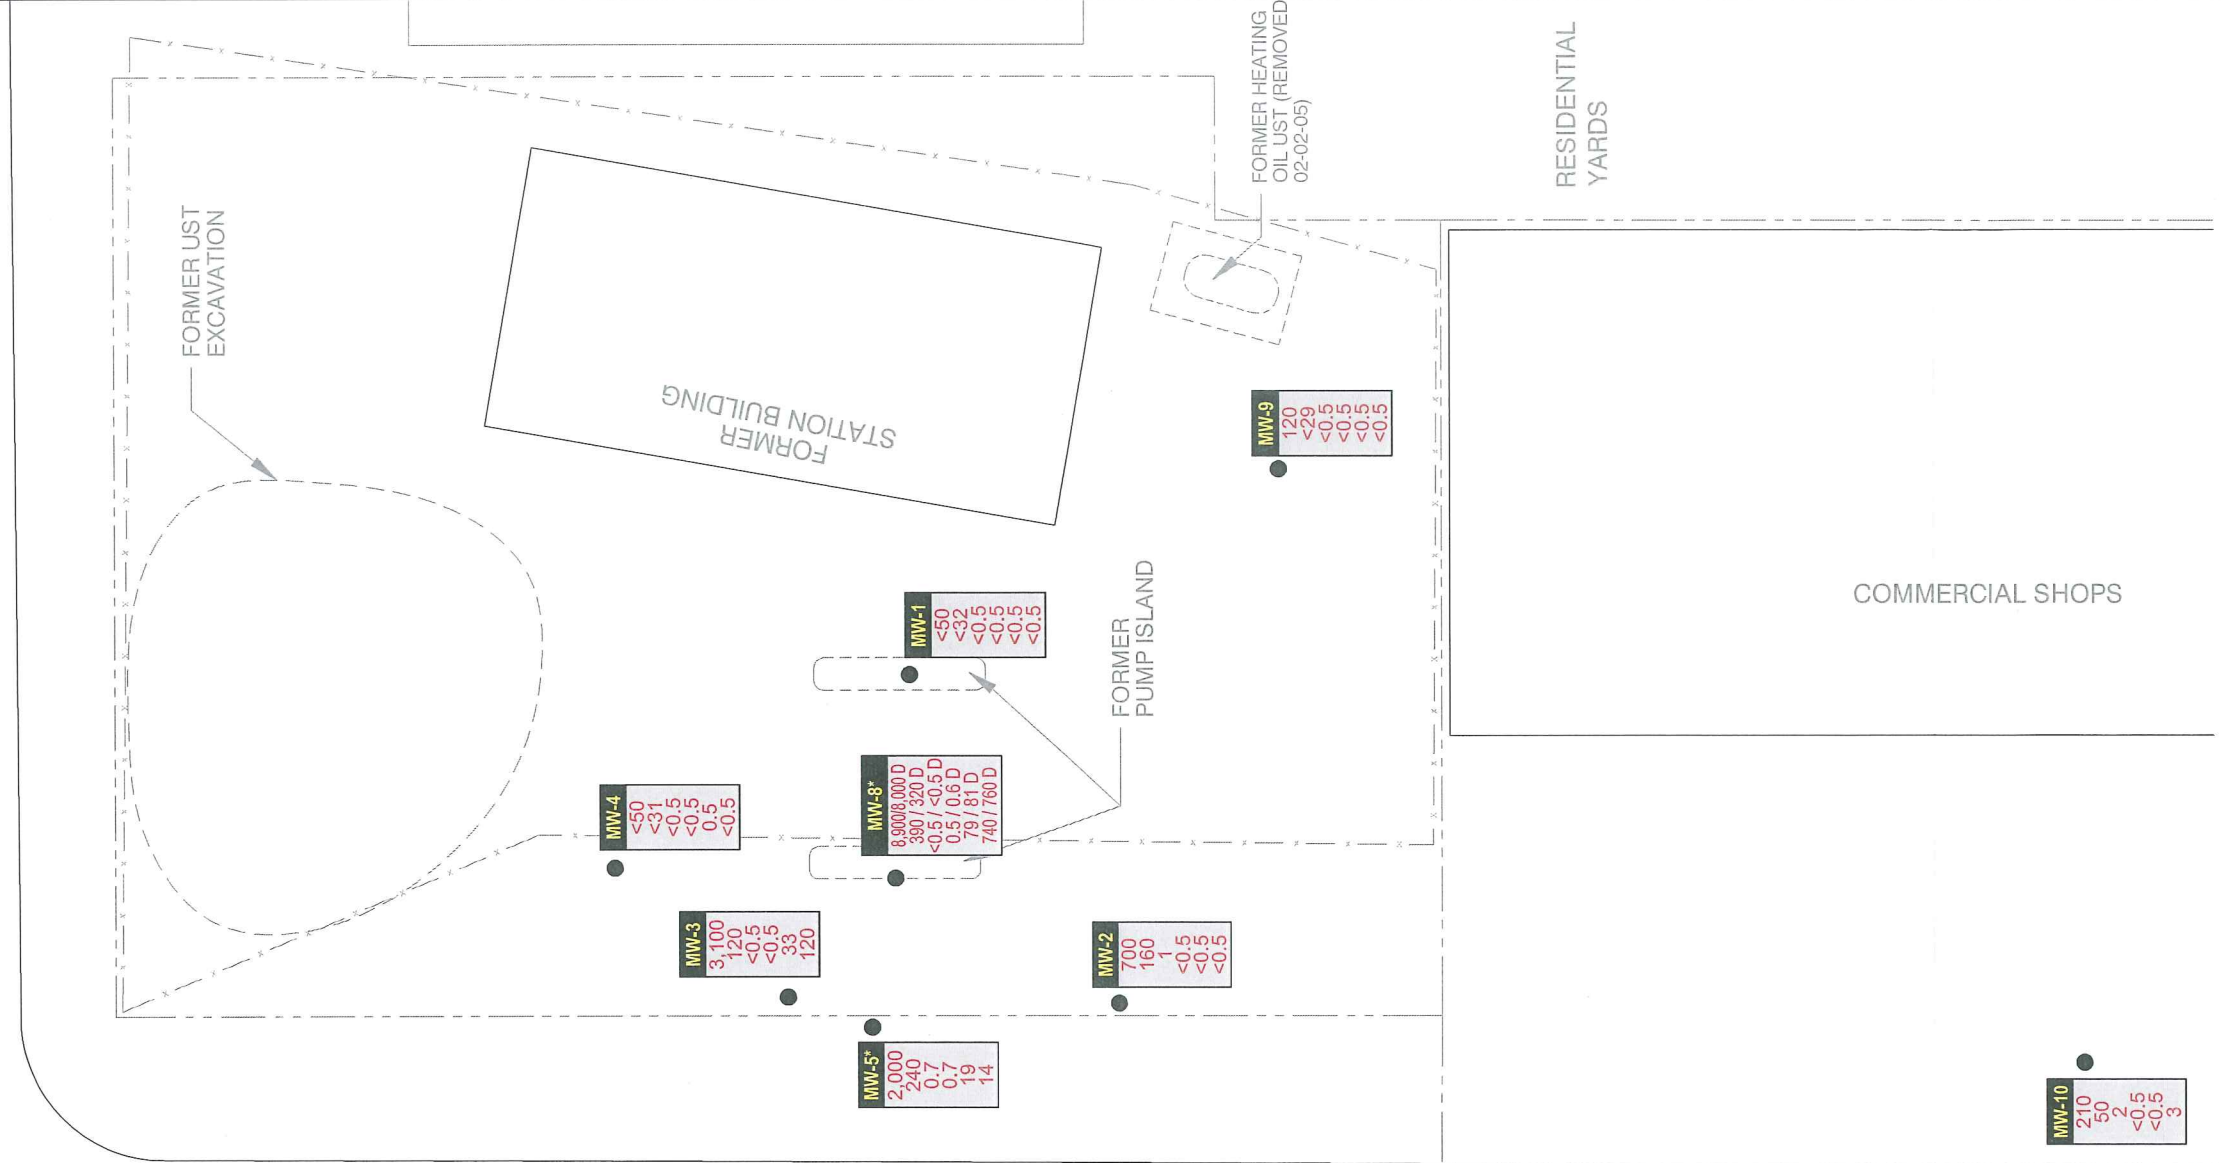 FORMER UST
EXCAVATION
FORMER
STATION BUILDING
FORMER HEATING
OIL UST (REMOVED
02-02-05)
RESIDENTIAL
YARDS
MW-9
120
<29
<0.5
<0.5
<0.5
<0.5
MW-1
<50
<32
<0.5
<0.5
<0.5
<0.5
FORMER
PUMP ISLAND
COMMERCIAL SHOPS
MW-4
<50
<31
<0.5
<0.5
0.5
<0.5
MW-8*
8,900/8,000 D
390 / 320 D
<0.5 / <0.5 D
0.5 / 0.6 D
79 / 81 D
740 / 760 D
MW-3
3,100
120
<0.5
<0.5
33
120
MW-2
700
160
1
<0.5
<0.5
<0.5
MW-5*
2,000
240
0.7
0.7
19
14
MW-10
210
50
2
<0.5
<0.5
3